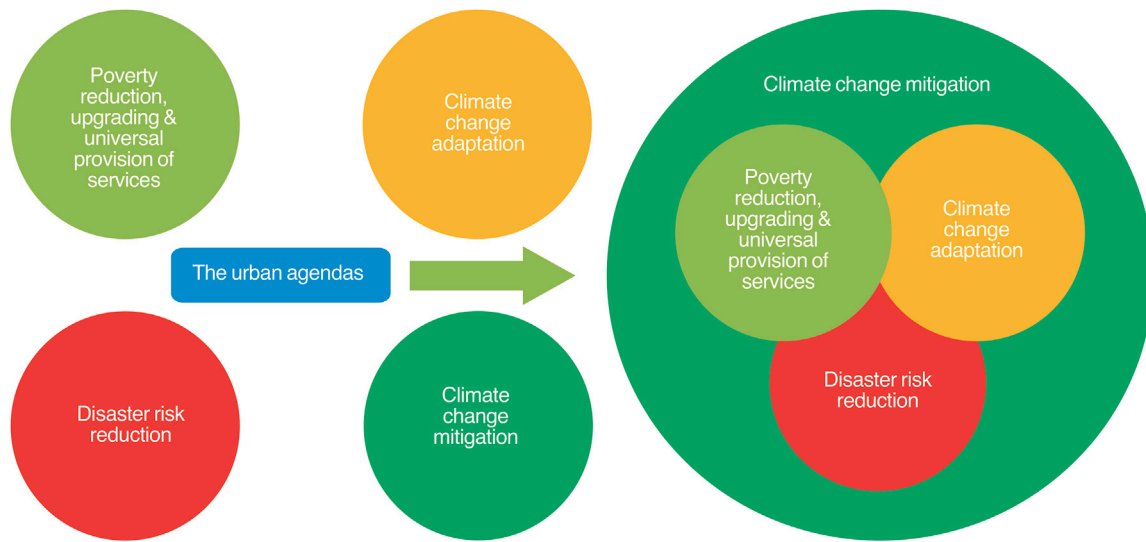 Poverty
reduction,
upgrading &
universal
provision of
services
Climate
change
adaptation
The urban agendas
Disaster risk
reduction
Climate
change
mitigation
Climate change mitigation
Poverty
reduction,
upgrading &
universal
provision of
services
Climate
change
adaptation
Disaster risk
reduction